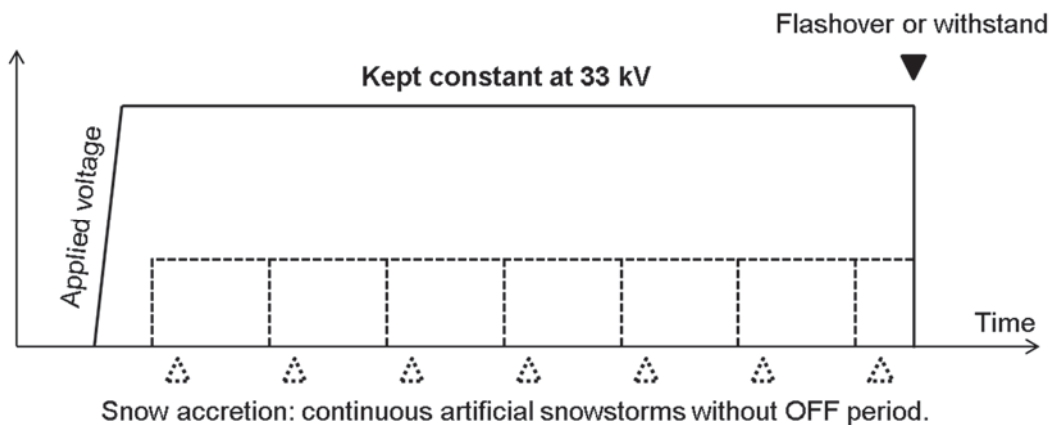 Flashover or withstand
Kept constant at 33 kV
Applied voltage
Time
Snow accretion: continuous artificial snowstorms without OFF period.